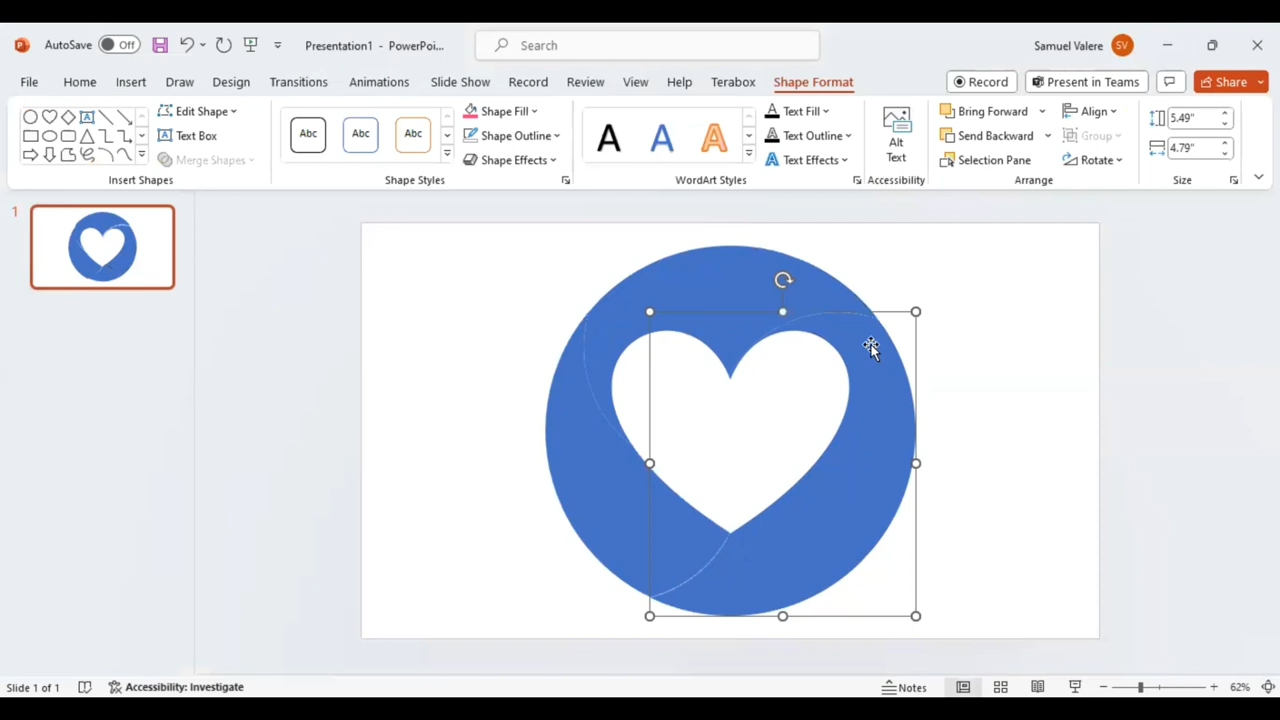 AutoSave Off Presentation1 - PowerPoi... Search Samuel Valere SV
File Home Insert Draw Design Transitions Animations Slide Show Record Review View Help Terabox Shape Format Record Present in Teams Share
Edit Shape Abc Abc Abc Shape Fill A A A Text Fill Bring Forward Align 5.49"
Text Box Shape Outline Text Outline Alt Text Send Backward Group 4.79"
Merge Shapes Shape Effects Text Effects Selection Pane Rotate
Insert Shapes Shape Styles WordArt Styles Accessibility Arrange Size
1
Slide 1 of 1 Accessibility: Investigate Notes 62%